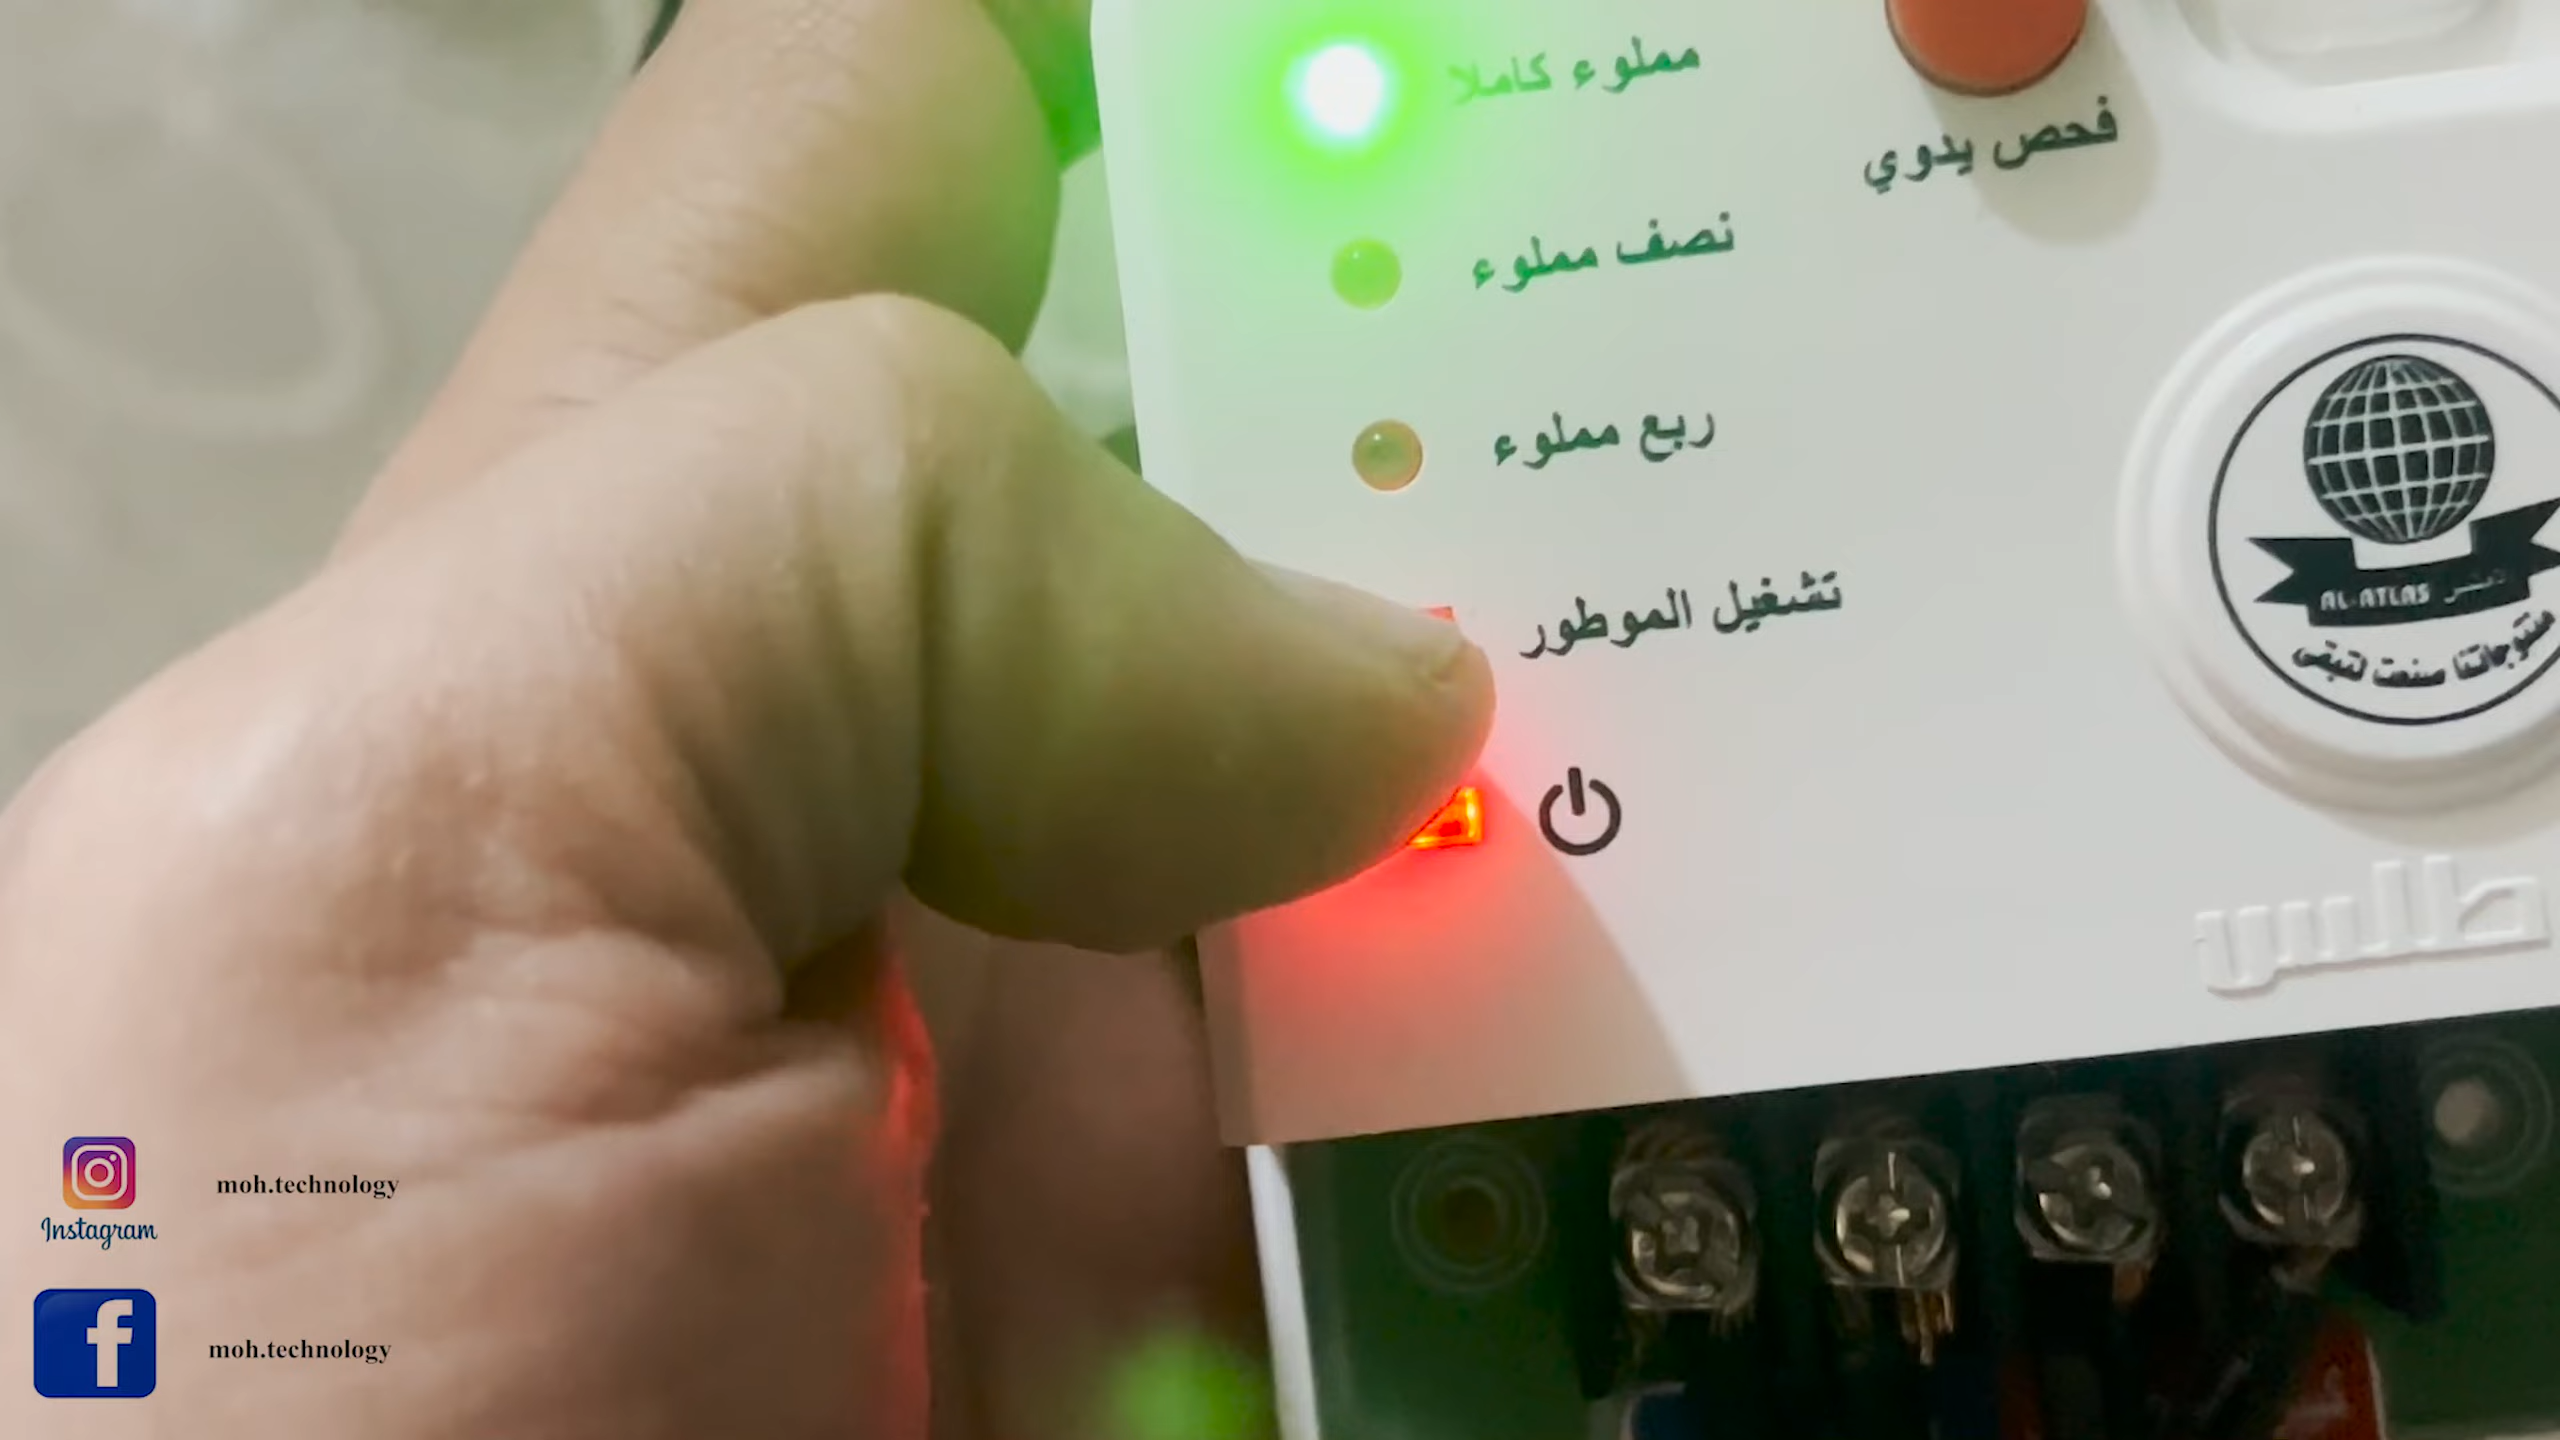 مملوء كاملا
فحص يدوي
نصف مملوء
ربع مملوء
تشغيل الموطور
AL-ATLAS
منتوجاتنا صنعت لتبقى
طلس
Instagram
moh.technology
moh.technology